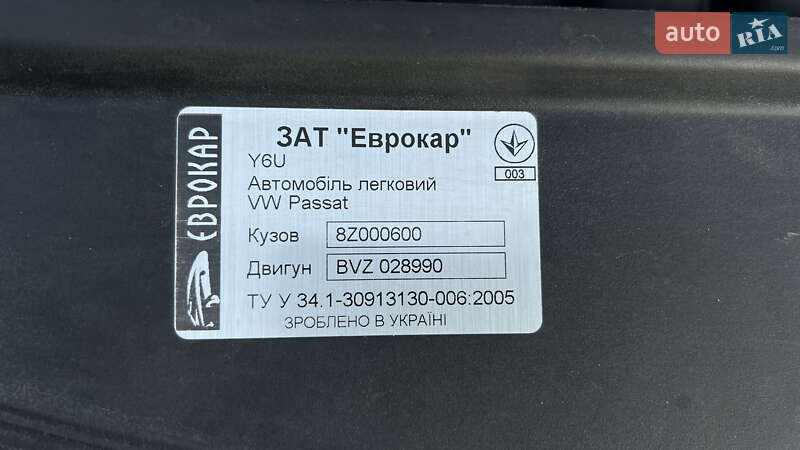 auto RIA .com
ЄВРОКАР
ЗАТ "Єврокар"
Y6U
003
Автомобіль легковий
VW Passat
Кузов 8Z000600
Двигун BVZ 028990
ТУ У 34.1-30913130-006:2005
ЗРОБЛЕНО В УКРАЇНІ